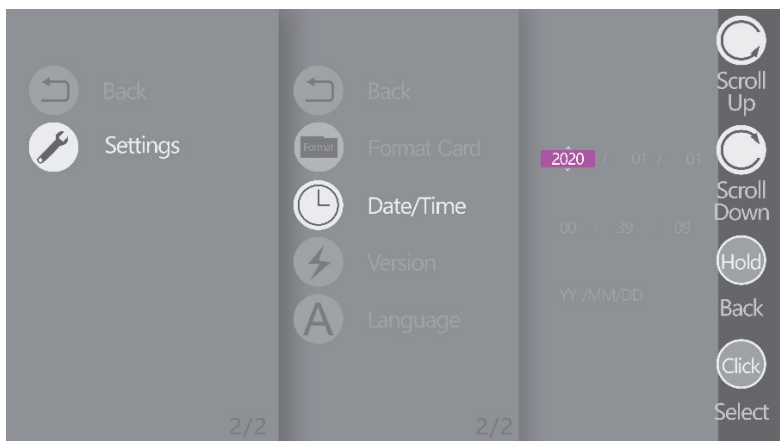 Back
Settings
2/2
Back
Format
Format Card
Date/Time
Version
A
Language
2/2
2020 / 01 / 01
00 : 39 : 09
YY /MM/DD
Scroll
Up
Scroll
Down
Hold
Back
Click
Select